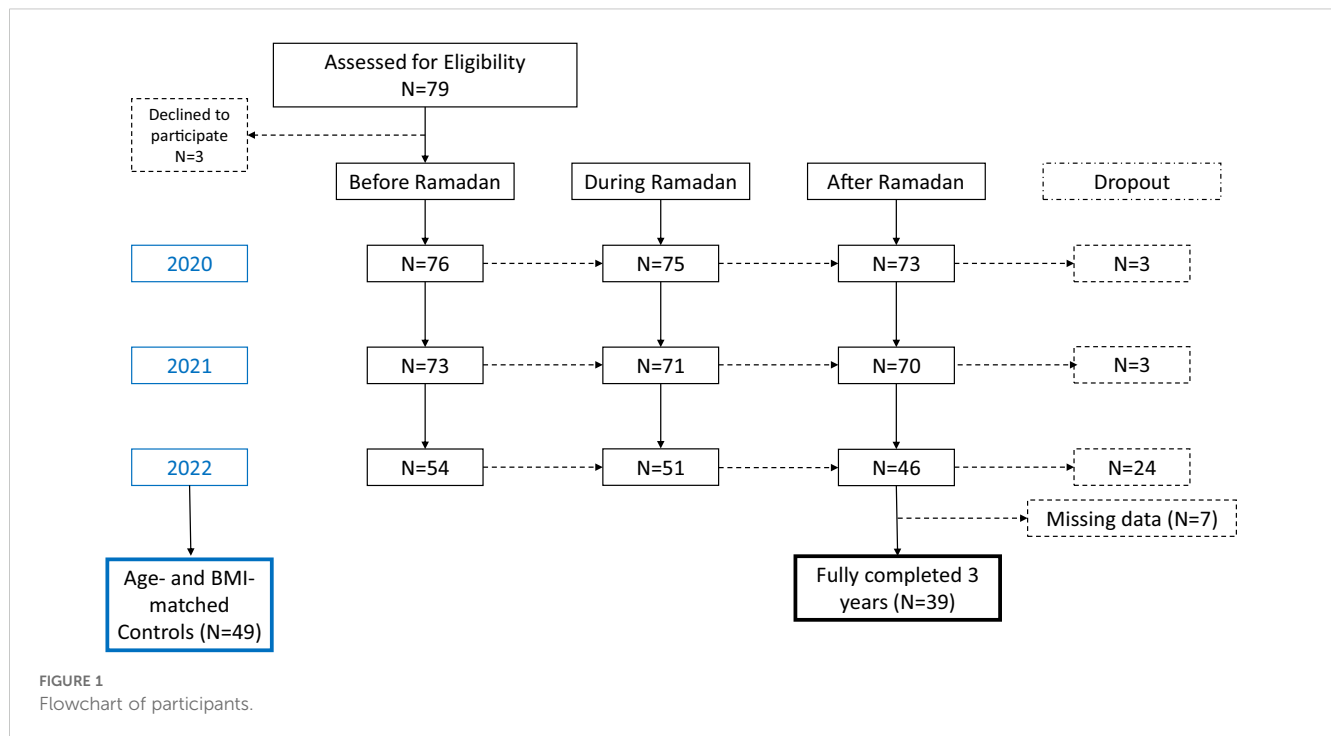 Assessed for Eligibility
N=79
Declined to
participate
N=3
Before Ramadan
During Ramadan
After Ramadan
Dropout
2020
N=76
N=75
N=73
N=3
2021
N=73
N=71
N=70
N=3
2022
N=54
N=51
N=46
N=24
Missing data (N=7)
Age- and BMI-
matched
Controls (N=49)
Fully completed 3
years (N=39)
FIGURE 1
Flowchart of participants.